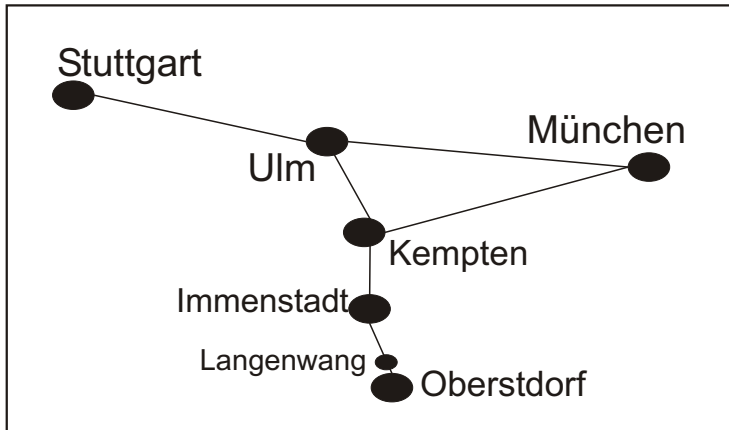 Stuttgart
München
Ulm
Kempten
Immenstadt
Langenwang
Oberstdorf